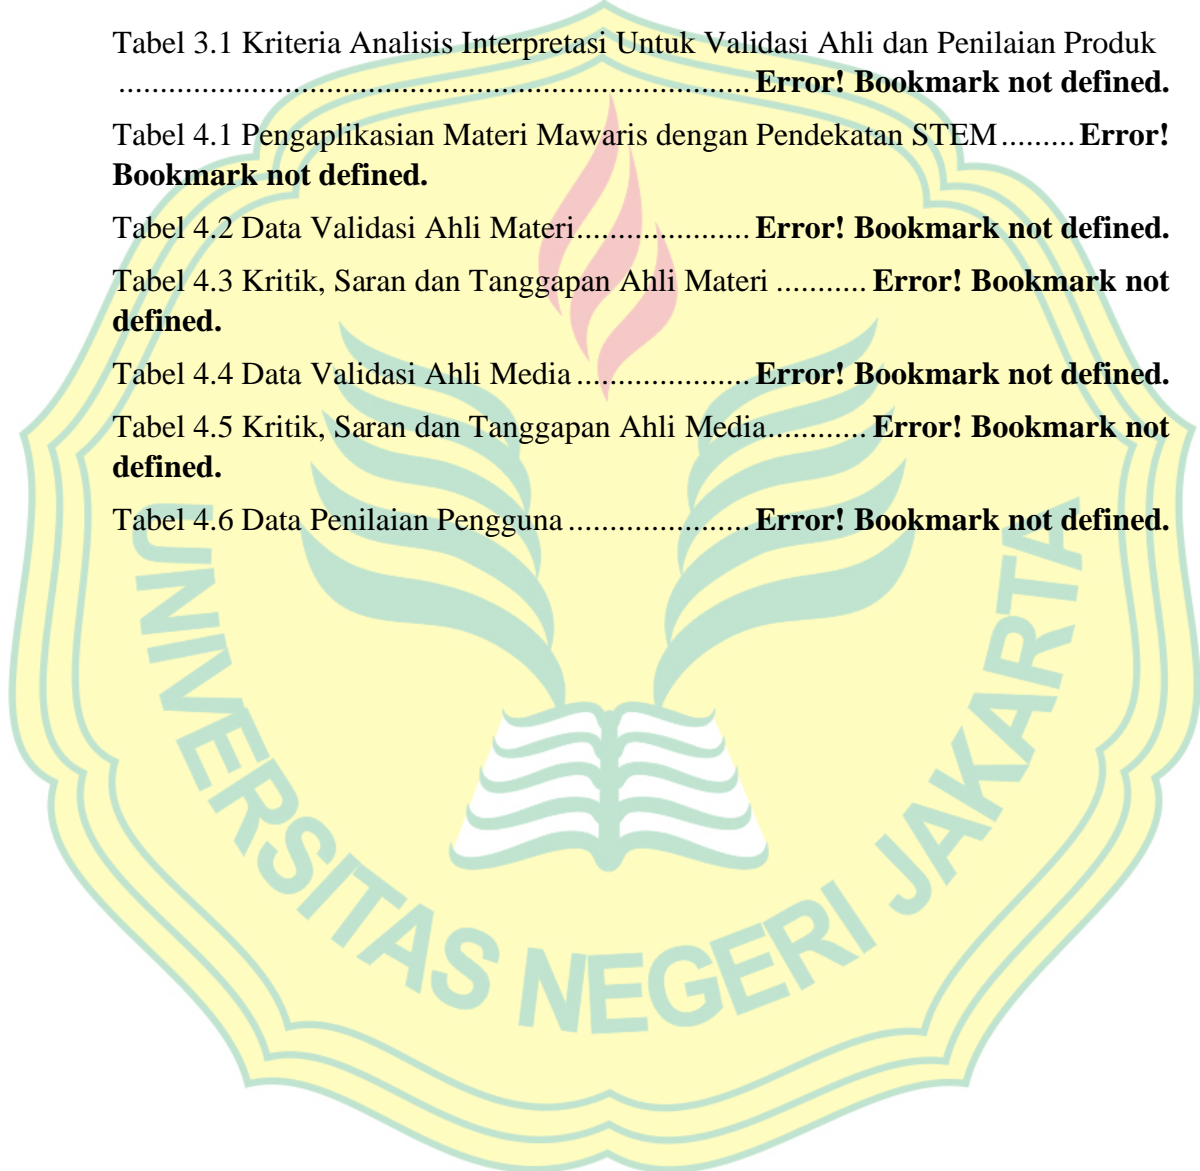 Tabel 3.1 Kriteria Analisis Interpretasi Untuk Validasi Ahli dan Penilaian Produk
............................................................................ Error! Bookmark not defined.
Tabel 4.1 Pengaplikasian Materi Mawaris dengan Pendekatan STEM ......... Error!
Bookmark not defined.
Tabel 4.2 Data Validasi Ahli Materi..................... Error! Bookmark not defined.
Tabel 4.3 Kritik, Saran dan Tanggapan Ahli Materi ........... Error! Bookmark not
defined.
Tabel 4.4 Data Validasi Ahli Media ..................... Error! Bookmark not defined.
Tabel 4.5 Kritik, Saran dan Tanggapan Ahli Media............ Error! Bookmark not
defined.
Tabel 4.6 Data Penilaian Pengguna ...................... Error! Bookmark not defined.
UNIVERSITAS NEGERI JAKARTA